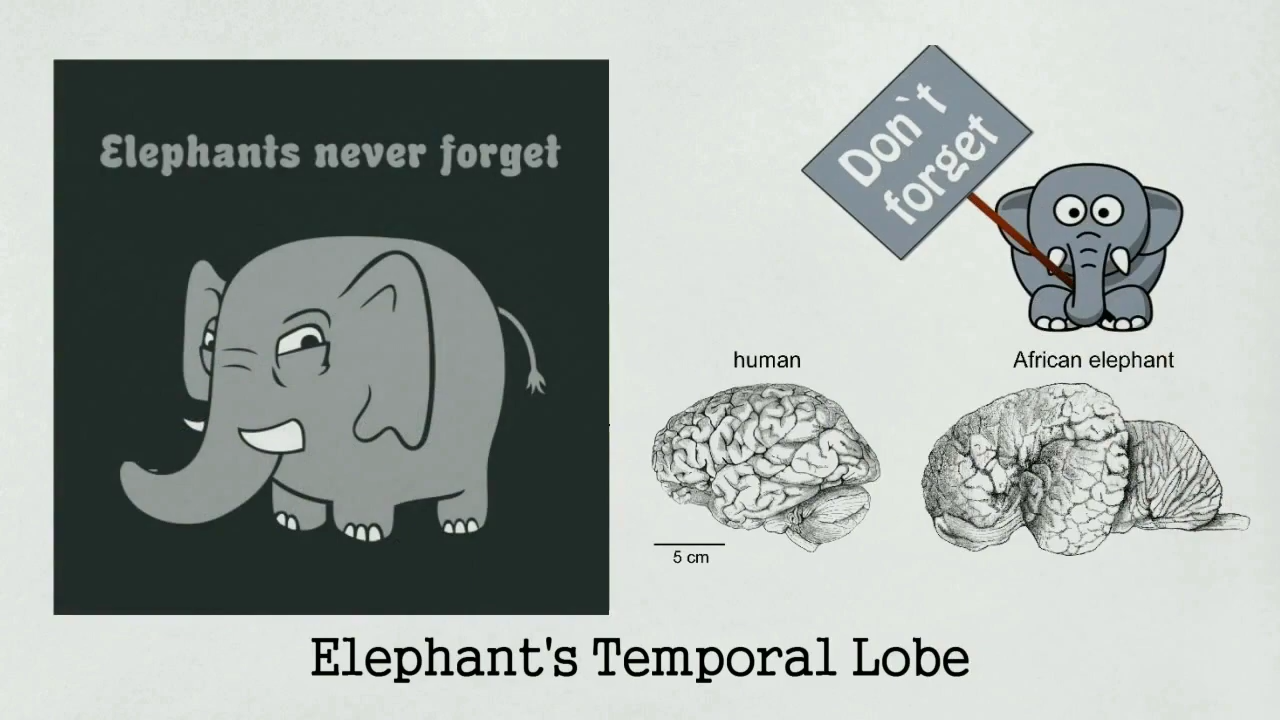 Elephants never forget
Don`t
forget
human
African elephant
5 cm
Elephant's Temporal Lobe